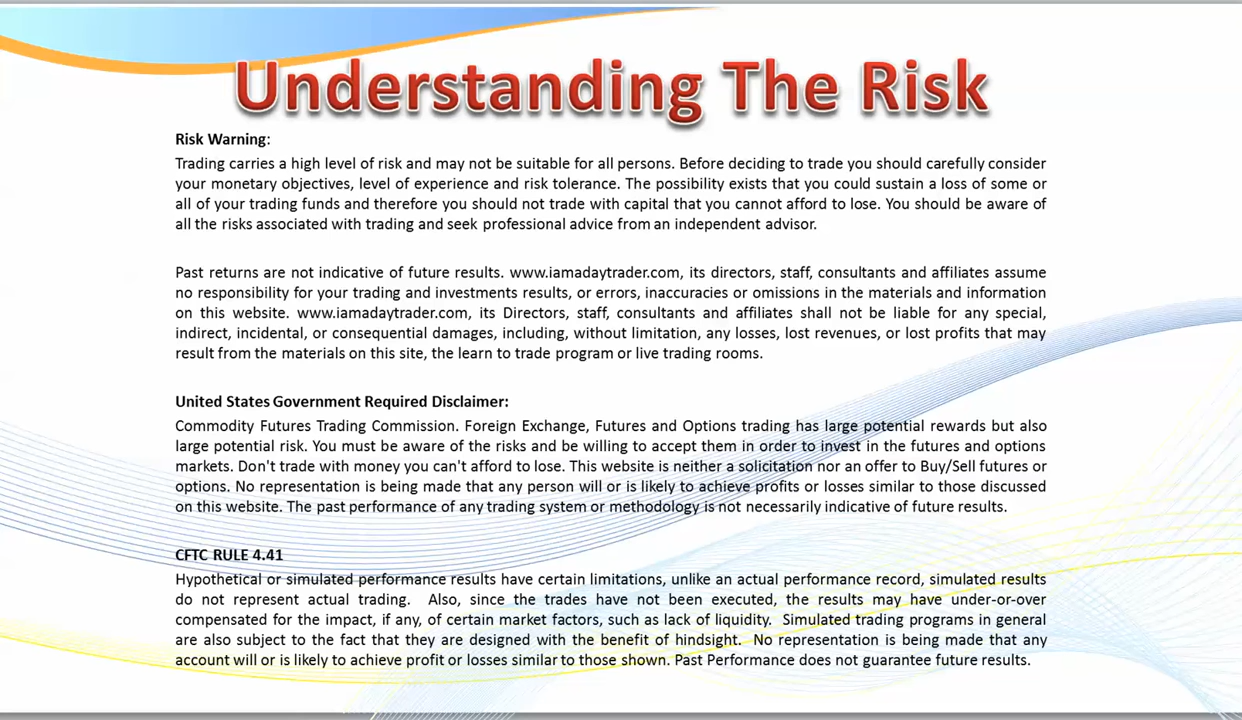 Understanding The Risk
Risk Warning:
Trading carries a high level of risk and may not be suitable for all persons. Before deciding to trade you should carefully consider
your monetary objectives, level of experience and risk tolerance. The possibility exists that you could sustain a loss of some or
all of your trading funds and therefore you should not trade with capital that you cannot afford to lose. You should be aware of
all the risks associated with trading and seek professional advice from an independent advisor.
Past returns are not indicative of future results. www.iamadaytrader.com, its directors, staff, consultants and affiliates assume
no responsibility for your trading and investments results, or errors, inaccuracies or omissions in the materials and information
on this website. www.iamadaytrader.com, its Directors, staff, consultants and affiliates shall not be liable for any special,
indirect, incidental, or consequential damages, including, without limitation, any losses, lost revenues, or lost profits that may
result from the materials on this site, the learn to trade program or live trading rooms.
United States Government Required Disclaimer:
Commodity Futures Trading Commission. Foreign Exchange, Futures and Options trading has large potential rewards but also
large potential risk. You must be aware of the risks and be willing to accept them in order to invest in the futures and options
markets. Don't trade with money you can't afford to lose. This website is neither a solicitation nor an offer to Buy/Sell futures or
options. No representation is being made that any person will or is likely to achieve profits or losses similar to those discussed
on this website. The past performance of any trading system or methodology is not necessarily indicative of future results.
CFTC RULE 4.41
Hypothetical or simulated performance results have certain limitations, unlike an actual performance record, simulated results
do not represent actual trading. Also, since the trades have not been executed, the results may have under-or-over
compensated for the impact, if any, of certain market factors, such as lack of liquidity. Simulated trading programs in general
are also subject to the fact that they are designed with the benefit of hindsight. No representation is being made that any
account will or is likely to achieve profit or losses similar to those shown. Past Performance does not guarantee future results.